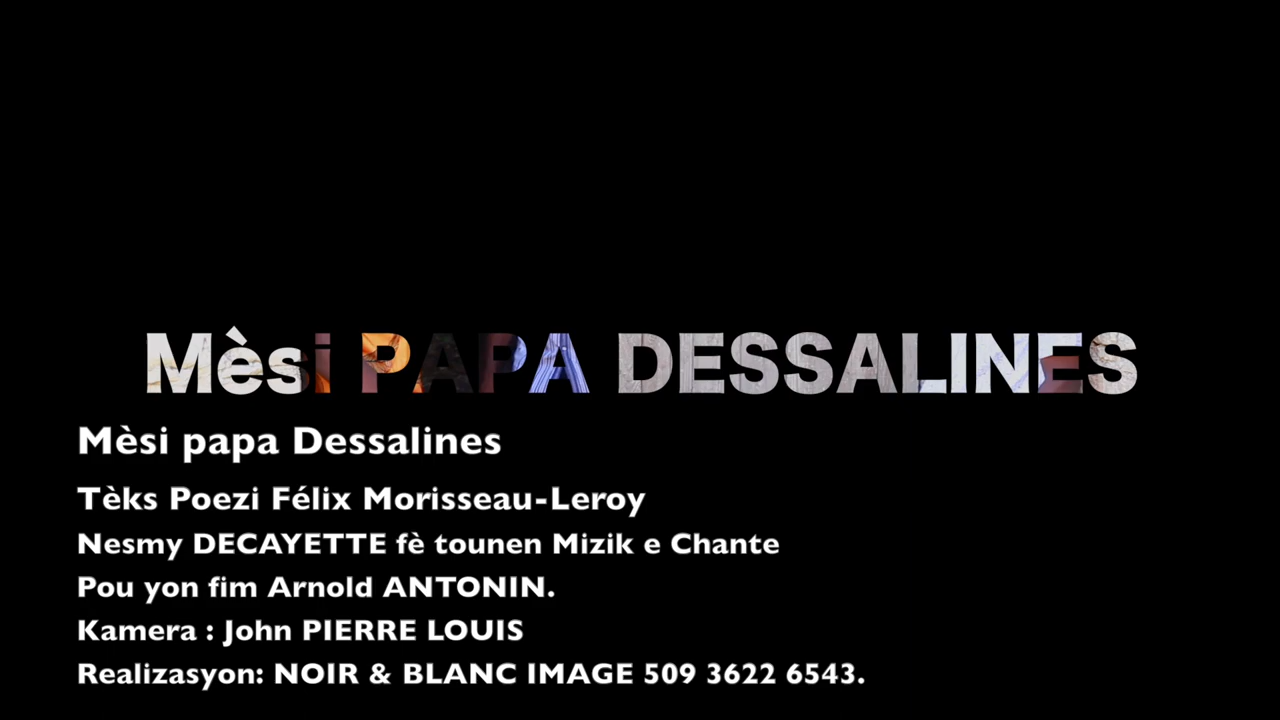 Mèsi PAPA DESSALINES
Mèsi papa Dessalines
Tèks Poezi Félix Morisseau-Leroy
Nesmy DECAYETTE fè tounen Mizik e Chante
Pou yon fim Arnold ANTONIN.
Kamera : John PIERRE LOUIS
Realizasyon: NOIR & BLANC IMAGE 509 3622 6543.